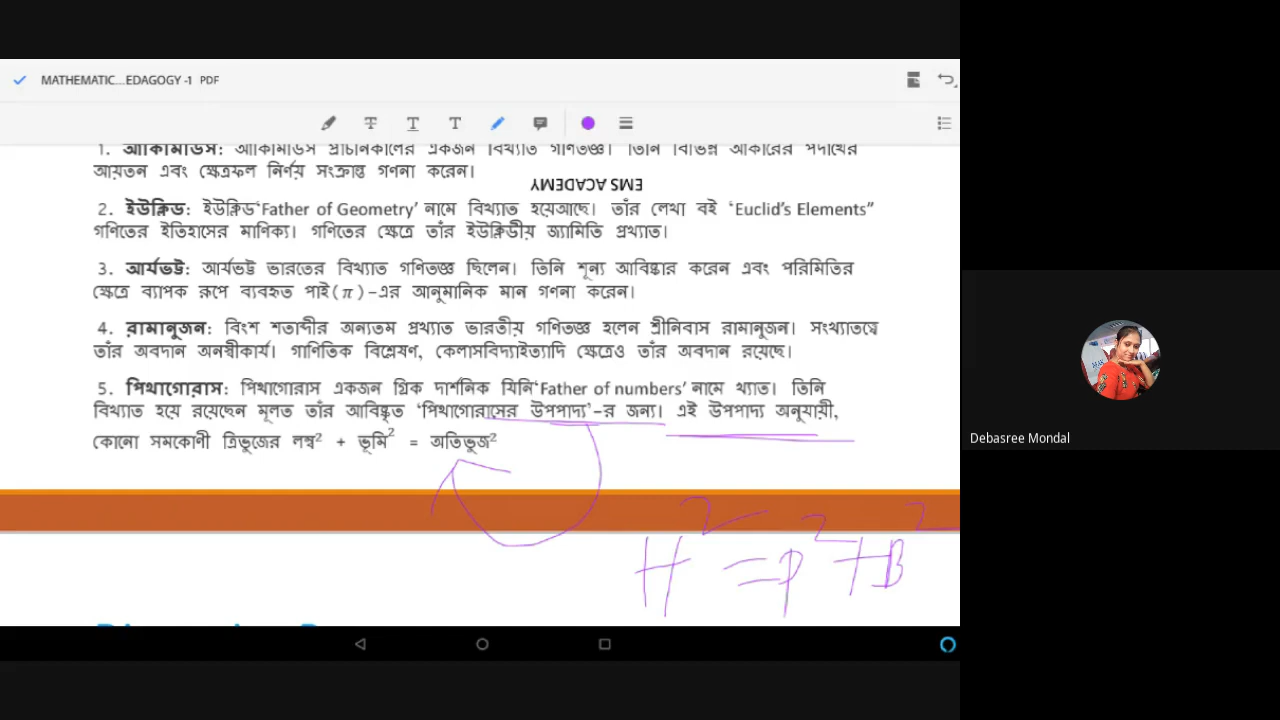 MATHEMATIC...EDAGOGY -1 PDF
1. আর্কিমিডিস: আর্কিমিডিস প্রাচীনকালের একজন বিখ্যাত গণিতজ্ঞ। তিনি বিভিন্ন আকারের পদার্থের
আয়তন এবং ক্ষেত্রফল নির্ণয় সংক্রান্ত গণনা করেন।
EMS ACADEMY
2. ইউক্লিড: ইউক্লিড‘Father of Geometry’ নামে বিখ্যাত হয়েআছে। তাঁর লেখা বই ‘Euclid's Elements”
গণিতের ইতিহাসের মাণিক্য। গণিতের ক্ষেত্রে তাঁর ইউক্লিডীয় জ্যামিতি প্রখ্যাত।
3. আর্যভট্ট: আর্যভট্ট ভারতের বিখ্যাত গণিতজ্ঞ ছিলেন। তিনি শূন্য আবিষ্কার করেন এবং পরিমিতির
ক্ষেত্রে ব্যাপক রূপে ব্যবহৃত পাই(π)-এর আনুমানিক মান গণনা করেন।
4. রামানুজন: বিংশ শতাব্দীর অন্যতম প্রখ্যাত ভারতীয় গণিতজ্ঞ হলেন শ্রীনিবাস রামানুজন। সংখ্যাতত্বে
তাঁর অবদান অনস্বীকার্য। গাণিতিক বিশ্লেষণ, কেলাসবিদ্যাইত্যাদি ক্ষেত্রেও তাঁর অবদান রয়েছে।
5. পিথাগোরাস: পিথাগোরাস একজন গ্রিক দার্শনিক যিনি‘Father of numbers’ নামে খ্যাত। তিনি
বিখ্যাত হয়ে রয়েছেন মূলত তাঁর আবিষ্কৃত ‘পিথাগোরাসের উপপাদ্য’-র জন্য। এই উপপাদ্য অনুযায়ী,
কোনো সমকোণী ত্রিভুজের লম্ব² + ভূমি² = অতিভুজ²
H² = P² + B²
Debasree Mondal